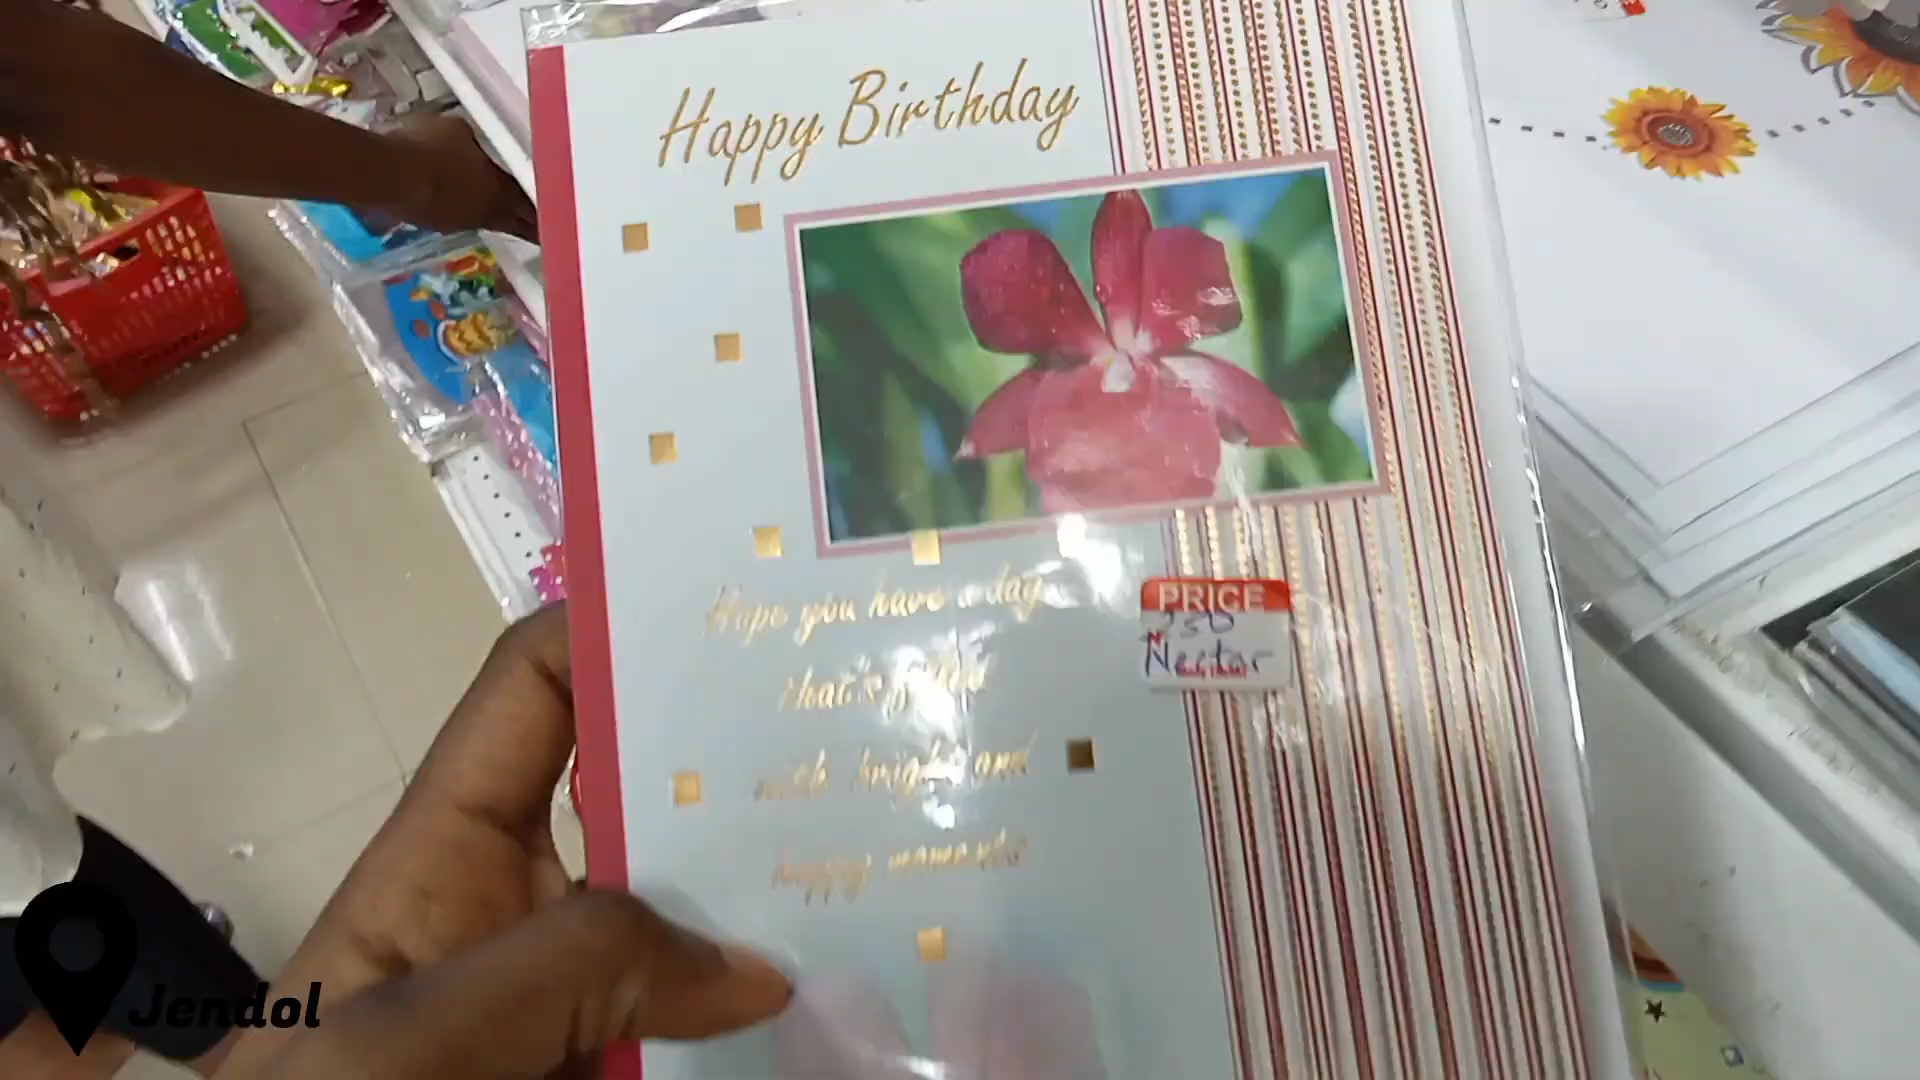 Happy Birthday
Hope you have a day
that's filled
with bright and
happy moments
PRICE
Nectar
Jendol